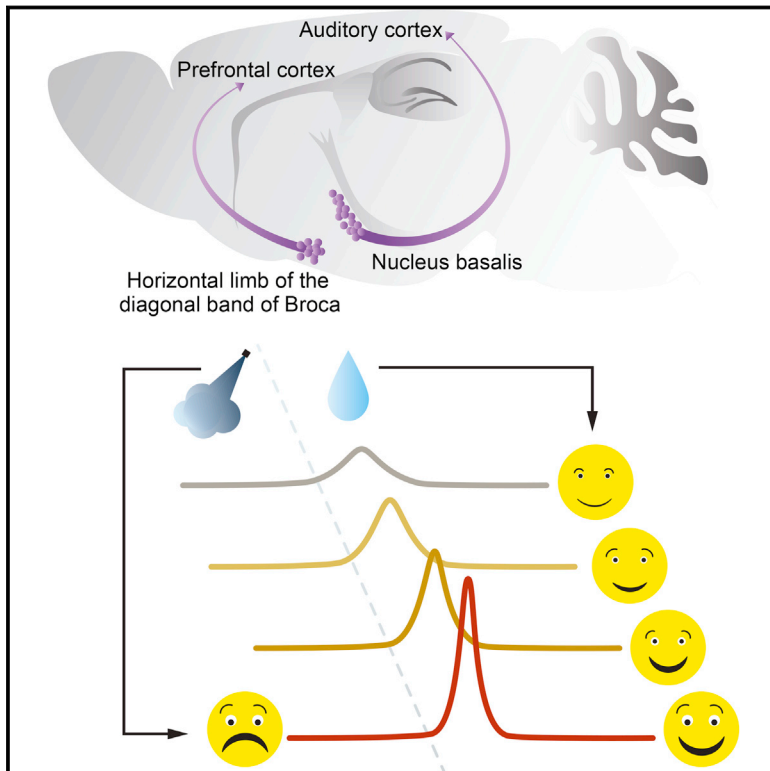 Auditory cortex
Prefrontal cortex
Nucleus basalis
Horizontal limb of the
diagonal band of Broca